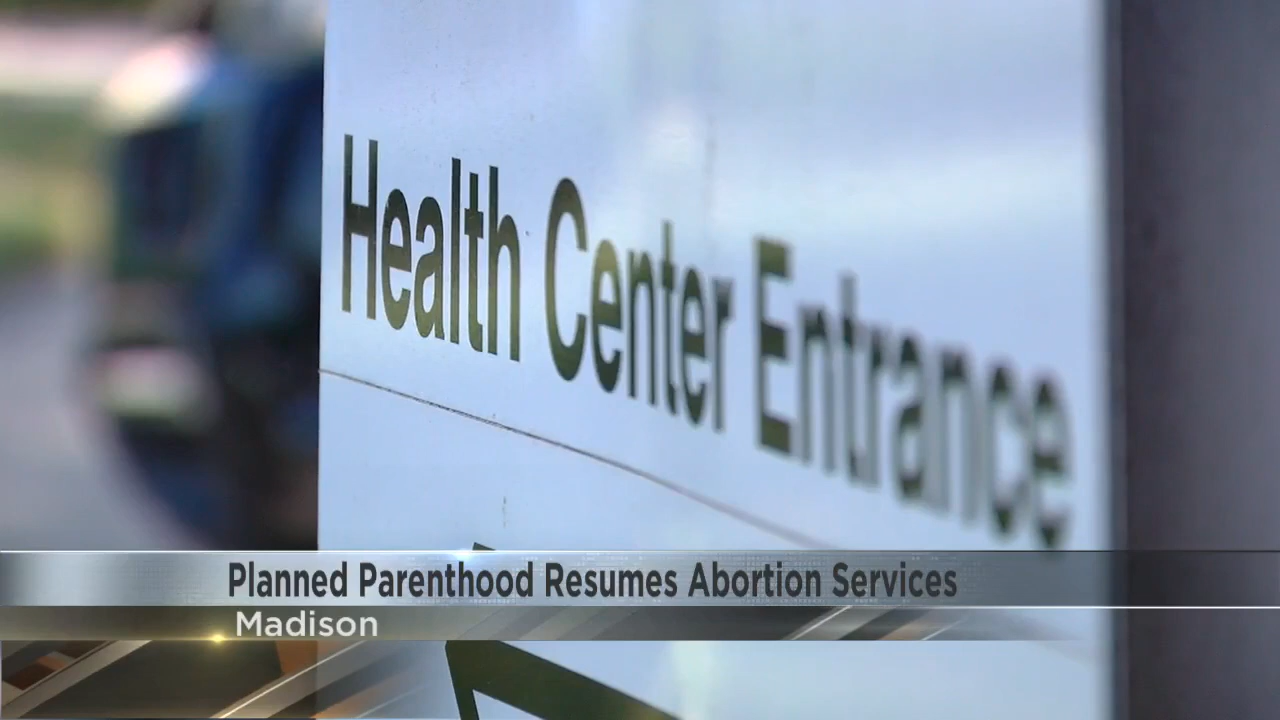 Health Center Entrance
Planned Parenthood Resumes Abortion Services
Madison